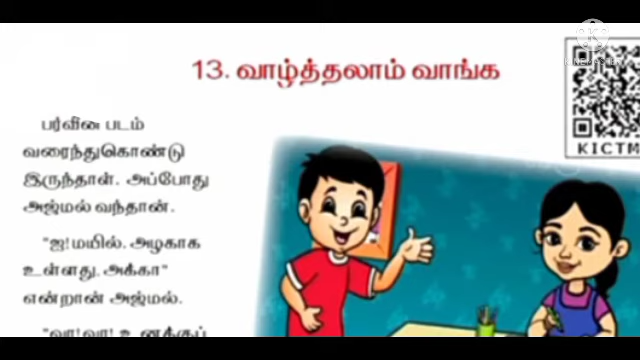 13. வாழ்த்தலாம் வாங்க
பர்வீன் படம்
வரைந்துகொண்டு
இருந்தாள். அப்போது
அஜ்மல் வந்தான்.
"ஐ!மயில். அழகாக
உள்ளது. அக்கா"
என்றான் அஜ்மல்.
"வா! வா! உனக்குப்
KICTM